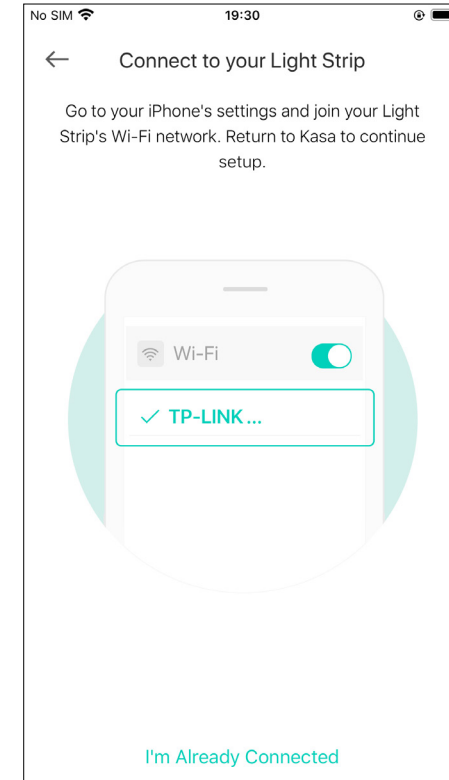 No SIM 19:30
Connect to your Light Strip
Go to your iPhone's settings and join your Light
Strip's Wi-Fi network. Return to Kasa to continue
setup.
Wi-Fi
TP-LINK ...
I'm Already Connected